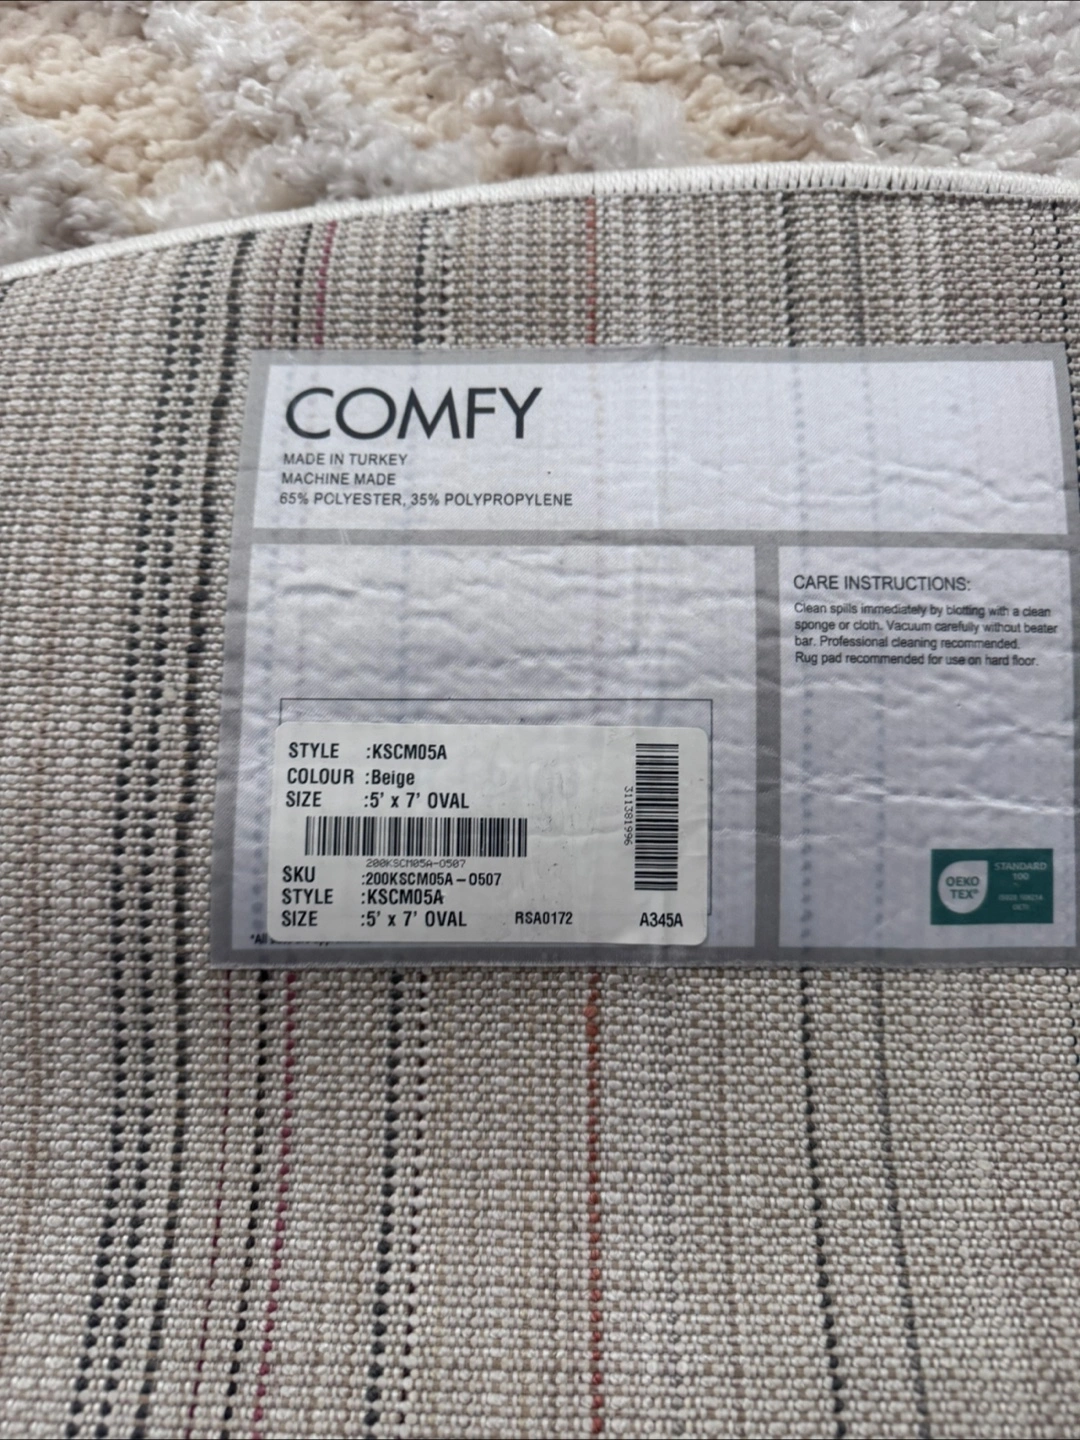 COMFY
MADE IN TURKEY
MACHINE MADE
65% POLYESTER, 35% POLYPROPYLENE
CARE INSTRUCTIONS:
Clean spills immediately by blotting with a clean
sponge or cloth. Vacuum carefully without beater
bar. Professional cleaning recommended.
Rug pad recommended for use on hard floor.
STYLE :KSCM05A
COLOUR :Beige
SIZE :5' x 7' OVAL
200KSCM05A-0507
SKU :200KSCM05A-0507
STYLE :KSCM05A
SIZE :5' x 7' OVAL RSA0172 A345A
311381996
*All
OEKO
TEX®
STANDARD
100